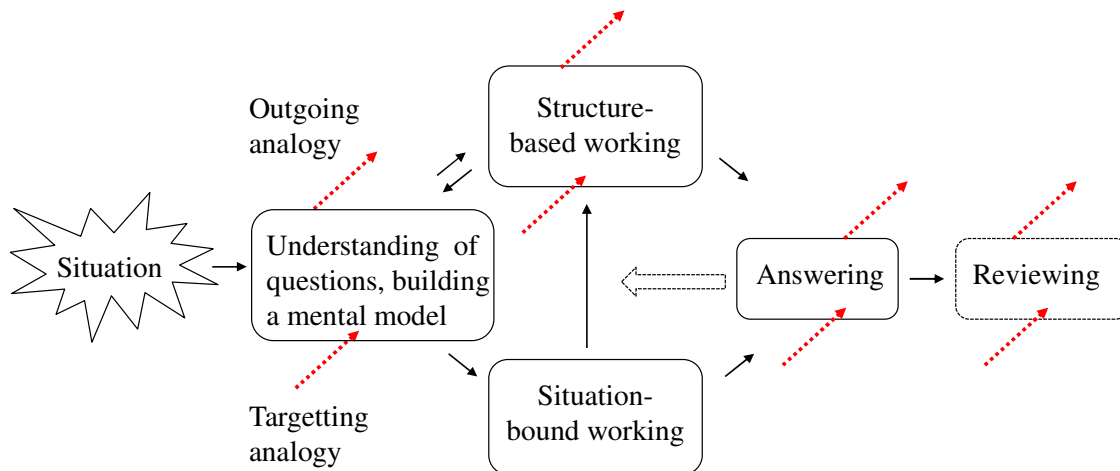 Outgoing
analogy
Structure-
based working
Situation
Understanding of
questions, building
a mental model
Answering
Reviewing
Targetting
analogy
Situation-
bound working